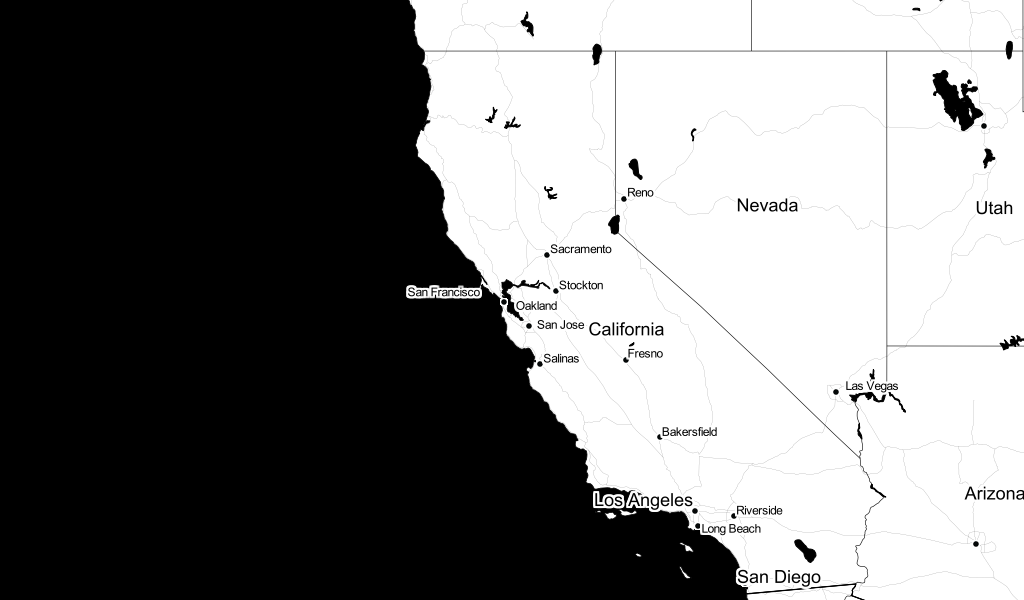 Reno
Nevada
Utah
Sacramento
San Francisco
Stockton
Oakland
San Jose
California
Salinas
Fresno
Las Vegas
Bakersfield
Arizona
Los Angeles
Riverside
Long Beach
San Diego